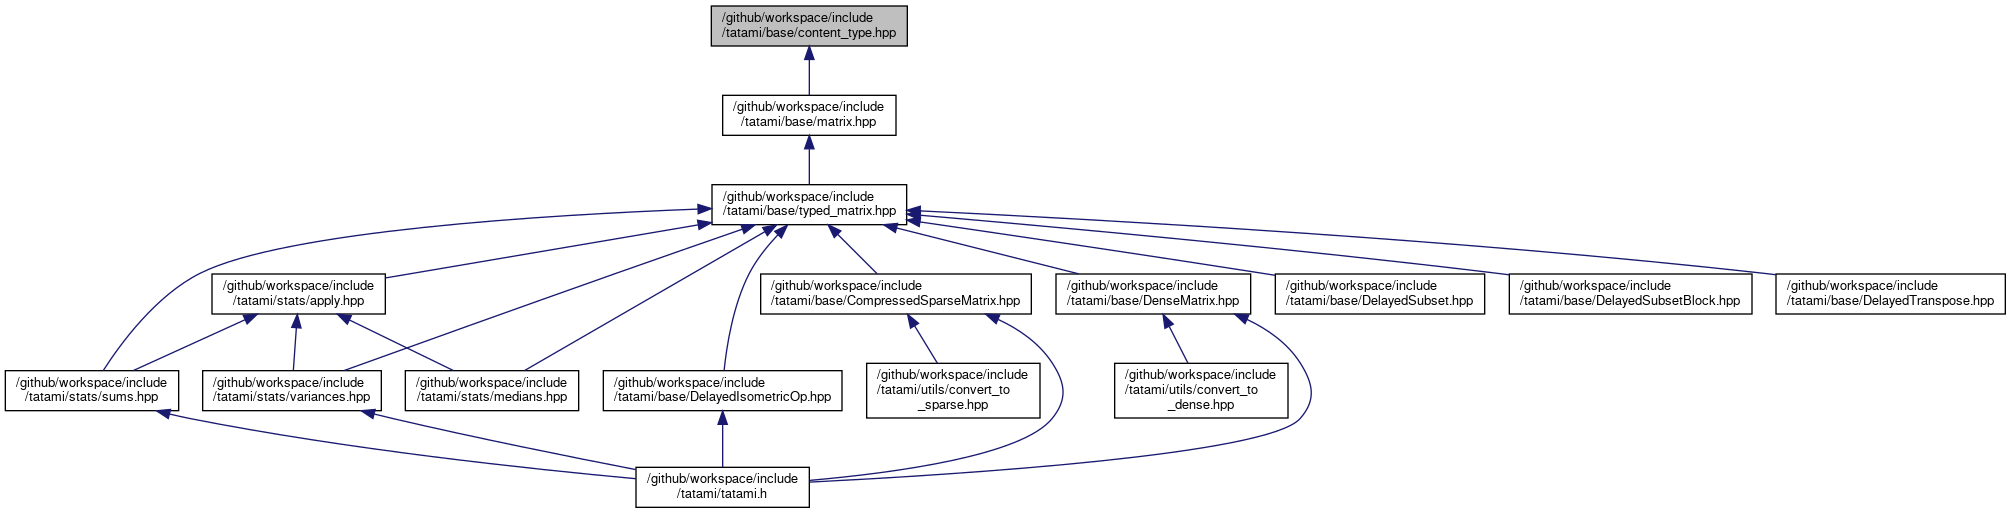 /github/workspace/include
/tatami/base/content_type.hpp
/github/workspace/include
/tatami/base/matrix.hpp
/github/workspace/include
/tatami/base/typed_matrix.hpp
/github/workspace/include
/tatami/stats/apply.hpp
/github/workspace/include
/tatami/base/CompressedSparseMatrix.hpp
/github/workspace/include
/tatami/base/DenseMatrix.hpp
/github/workspace/include
/tatami/base/DelayedSubset.hpp
/github/workspace/include
/tatami/base/DelayedSubsetBlock.hpp
/github/workspace/include
/tatami/base/DelayedTranspose.hpp
/github/workspace/include
/tatami/stats/sums.hpp
/github/workspace/include
/tatami/stats/variances.hpp
/github/workspace/include
/tatami/stats/medians.hpp
/github/workspace/include
/tatami/base/DelayedIsometricOp.hpp
/github/workspace/include
/tatami/utils/convert_to
_sparse.hpp
/github/workspace/include
/tatami/utils/convert_to
_dense.hpp
/github/workspace/include
/tatami/tatami.h